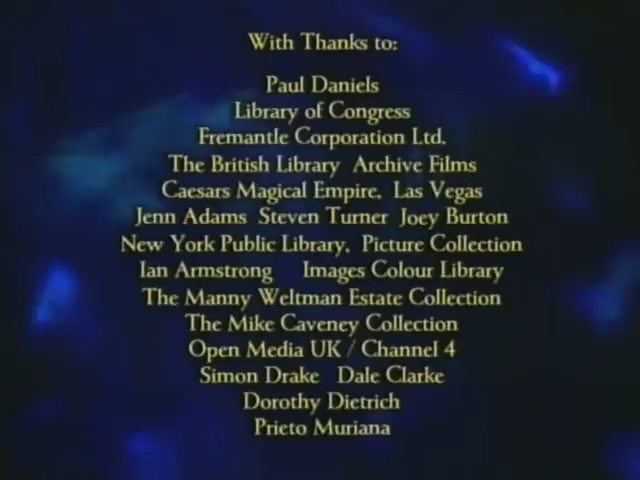 With Thanks to:
Paul Daniels
Library of Congress
Fremantle Corporation Ltd.
The British Library Archive Films
Caesars Magical Empire, Las Vegas
Jenn Adams Steven Turner Joey Burton
New York Public Library, Picture Collection
Ian Armstrong Images Colour Library
The Manny Weltman Estate Collection
The Mike Caveney Collection
Open Media UK / Channel 4
Simon Drake Dale Clarke
Dorothy Dietrich
Prieto Muriana